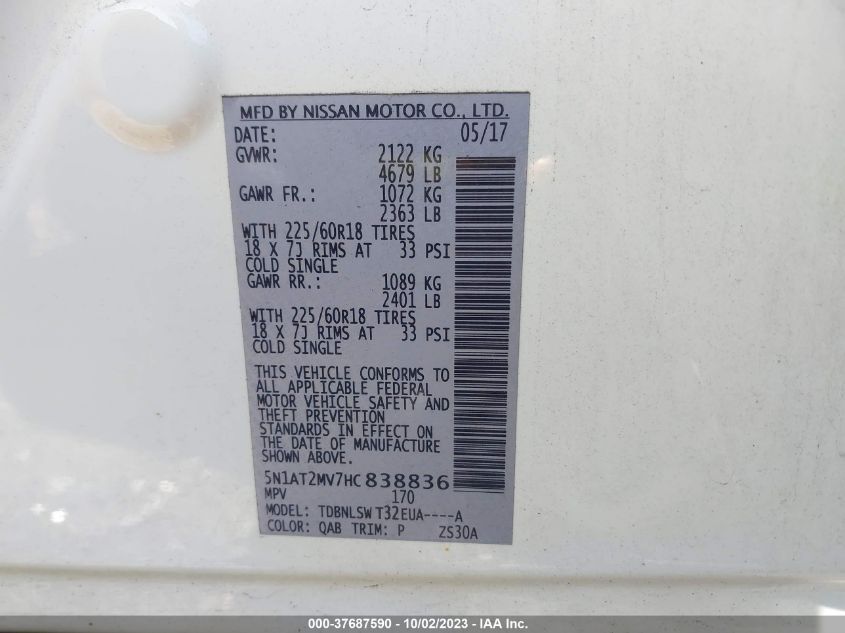 MFD BY NISSAN MOTOR CO., LTD.
DATE: 05/17
GVWR: 2122 KG
4679 LB
GAWR FR.: 1072 KG
2363 LB
WITH 225/60R18 TIRES
18 X 7J RIMS AT 33 PSI
COLD SINGLE
GAWR RR.: 1089 KG
2401 LB
WITH 225/60R18 TIRES
18 X 7J RIMS AT 33 PSI
COLD SINGLE
THIS VEHICLE CONFORMS TO
ALL APPLICABLE FEDERAL
MOTOR VEHICLE SAFETY AND
THEFT PREVENTION
STANDARDS IN EFFECT ON
THE DATE OF MANUFACTURE
SHOWN ABOVE.
5N1AT2MV7HC838836
MPV 170
MODEL: TDBNLSW T32EUA----A
COLOR: QAB TRIM: P ZS30A
000-37687590 - 10/02/2023 - IAA Inc.